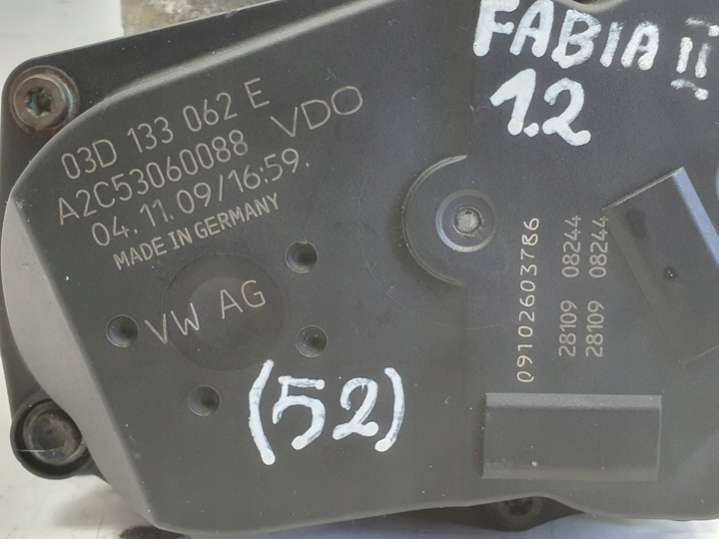 FABIA II
1.2
03D 133 062 E
A2C53060088 VDO
04.11.09/16:59.
MADE IN GERMANY
VW AG
(52)
09102603786
28109 08244
28109 08244